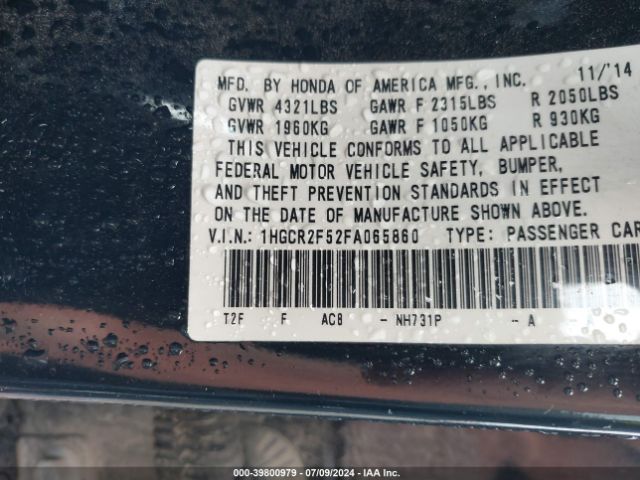 MFD. BY HONDA OF AMERICA MFG., INC. 11/'14
GVWR 4321LBS GAWR F 2315LBS R 2050LBS
GVWR 1960KG GAWR F 1050KG R 930KG
THIS VEHICLE CONFORMS TO ALL APPLICABLE
FEDERAL MOTOR VEHICLE SAFETY, BUMPER,
AND THEFT PREVENTION STANDARDS IN EFFECT
ON THE DATE OF MANUFACTURE SHOWN ABOVE.
V.I.N.: 1HGCR2F52FA065860 TYPE: PASSENGER CAR
T2F F AC8 - NH731P - A
000-39800979 / 07/09/2024 - IAA Inc.